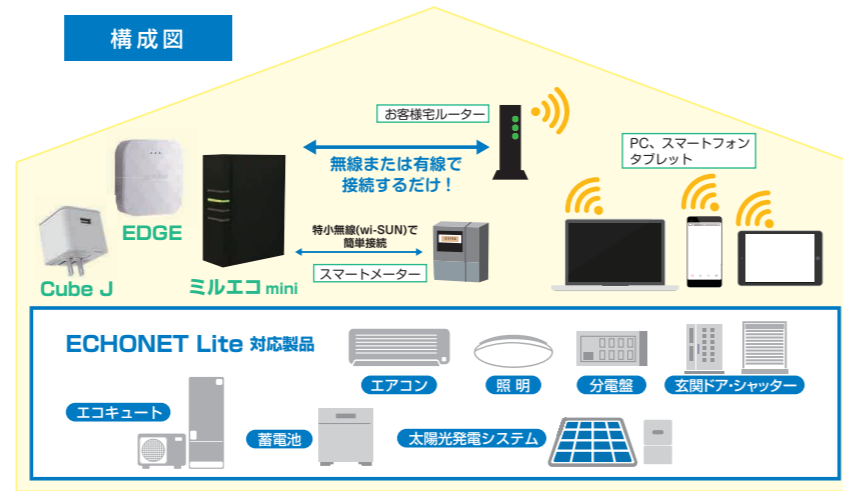 構成図
お客様宅ルーター
無線または有線で
接続するだけ！
PC、スマートフォン
タブレット
EDGE
Cube J
ミルエコ mini
特小無線(wi-SUN)で
簡単接続
スマートメーター
ECHONET Lite 対応製品
エアコン
照明
分電盤
玄関ドア・シャッター
エコキュート
蓄電池
太陽光発電システム